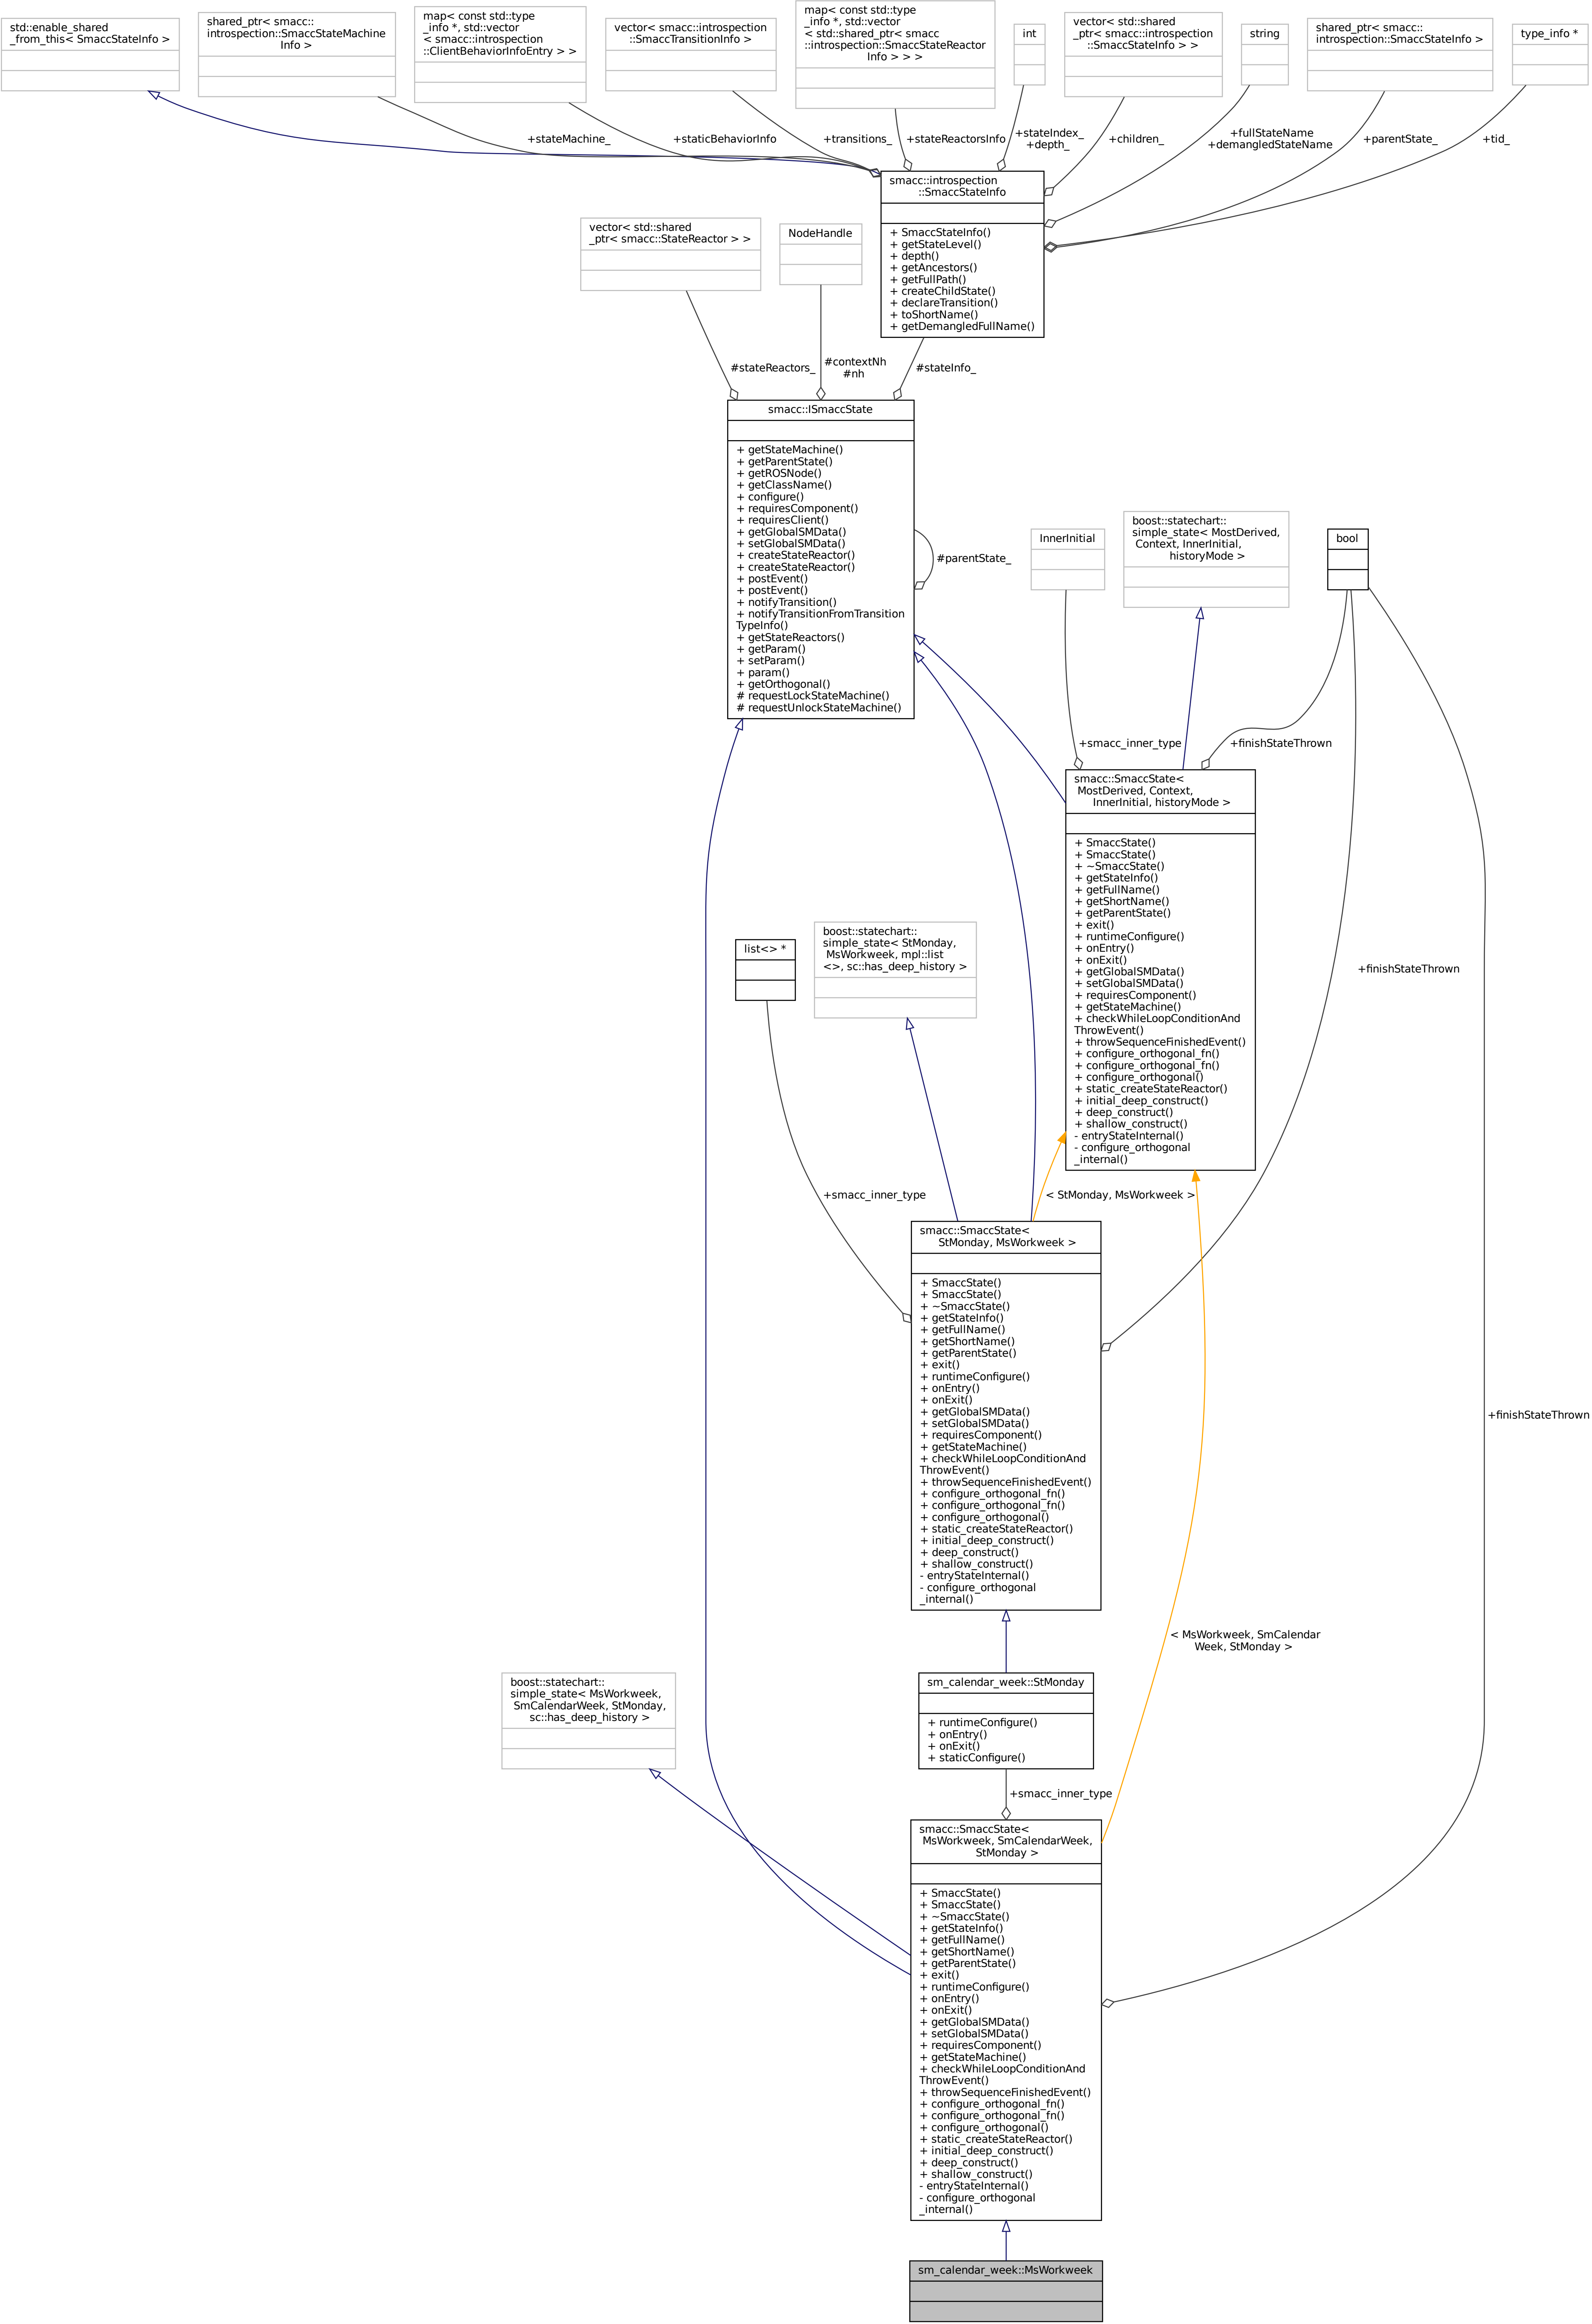 std::enable_shared
_from_this< SmaccStateInfo >
shared_ptr< smacc::
introspection::SmaccStateMachine
Info >
map< const std::type
_info *, std::vector
< smacc::introspection
::ClientBehaviorInfoEntry > >
vector< smacc::introspection
::SmaccTransitionInfo >
map< const std::type
_info *, std::vector
< std::shared_ptr< smacc
::introspection::SmaccStateReactor
Info > > >
int
vector< std::shared
_ptr< smacc::introspection
::SmaccStateInfo > >
string
shared_ptr< smacc::
introspection::SmaccStateInfo >
type_info *
+stateMachine_
+staticBehaviorInfo
+transitions_
+stateReactorsInfo
+stateIndex_
+depth_
+children_
+fullStateName
+demangledStateName
+parentState_
+tid_
smacc::introspection
::SmaccStateInfo
+ SmaccStateInfo()
+ getStateLevel()
+ depth()
+ getAncestors()
+ getFullPath()
+ createChildState()
+ declareTransition()
+ toShortName()
+ getDemangledFullName()
vector< std::shared
_ptr< smacc::StateReactor > >
NodeHandle
#stateReactors_
#contextNh
#nh
#stateInfo_
smacc::ISmaccState
+ getStateMachine()
+ getParentState()
+ getROSNode()
+ getClassName()
+ configure()
+ requiresComponent()
+ requiresClient()
+ getGlobalSMData()
+ setGlobalSMData()
+ createStateReactor()
+ createStateReactor()
+ postEvent()
+ postEvent()
+ notifyTransition()
+ notifyTransitionFromTransition
TypeInfo()
+ getStateReactors()
+ getParam()
+ setParam()
+ param()
+ getOrthogonal()
# requestLockStateMachine()
# requestUnlockStateMachine()
#parentState_
InnerInitial
boost::statechart::
simple_state< MostDerived,
Context, InnerInitial,
historyMode >
bool
+smacc_inner_type
+finishStateThrown
smacc::SmaccState<
MostDerived, Context,
InnerInitial, historyMode >
+ SmaccState()
+ SmaccState()
+ ~SmaccState()
+ getStateInfo()
+ getFullName()
+ getShortName()
+ getParentState()
+ exit()
+ runtimeConfigure()
+ onEntry()
+ onExit()
+ getGlobalSMData()
+ setGlobalSMData()
+ requiresComponent()
+ getStateMachine()
+ checkWhileLoopConditionAnd
ThrowEvent()
+ throwSequenceFinishedEvent()
+ configure_orthogonal_fn()
+ configure_orthogonal_fn()
+ configure_orthogonal()
+ static_createStateReactor()
+ initial_deep_construct()
+ deep_construct()
+ shallow_construct()
- entryStateInternal()
- configure_orthogonal
_internal()
list<> *
boost::statechart::
simple_state< StMonday,
MsWorkweek, mpl::list
<>, sc::has_deep_history >
+finishStateThrown
+smacc_inner_type
< StMonday, MsWorkweek >
smacc::SmaccState<
StMonday, MsWorkweek >
+ SmaccState()
+ SmaccState()
+ ~SmaccState()
+ getStateInfo()
+ getFullName()
+ getShortName()
+ getParentState()
+ exit()
+ runtimeConfigure()
+ onEntry()
+ onExit()
+ getGlobalSMData()
+ setGlobalSMData()
+ requiresComponent()
+ getStateMachine()
+ checkWhileLoopConditionAnd
ThrowEvent()
+ throwSequenceFinishedEvent()
+ configure_orthogonal_fn()
+ configure_orthogonal_fn()
+ configure_orthogonal()
+ static_createStateReactor()
+ initial_deep_construct()
+ deep_construct()
+ shallow_construct()
- entryStateInternal()
- configure_orthogonal
_internal()
+finishStateThrown
< MsWorkweek, SmCalendar
Week, StMonday >
boost::statechart::
simple_state< MsWorkweek,
SmCalendarWeek, StMonday,
sc::has_deep_history >
sm_calendar_week::StMonday
+ runtimeConfigure()
+ onEntry()
+ onExit()
+ staticConfigure()
+smacc_inner_type
smacc::SmaccState<
MsWorkweek, SmCalendarWeek,
StMonday >
+ SmaccState()
+ SmaccState()
+ ~SmaccState()
+ getStateInfo()
+ getFullName()
+ getShortName()
+ getParentState()
+ exit()
+ runtimeConfigure()
+ onEntry()
+ onExit()
+ getGlobalSMData()
+ setGlobalSMData()
+ requiresComponent()
+ getStateMachine()
+ checkWhileLoopConditionAnd
ThrowEvent()
+ throwSequenceFinishedEvent()
+ configure_orthogonal_fn()
+ configure_orthogonal_fn()
+ configure_orthogonal()
+ static_createStateReactor()
+ initial_deep_construct()
+ deep_construct()
+ shallow_construct()
- entryStateInternal()
- configure_orthogonal
_internal()
sm_calendar_week::MsWorkweek